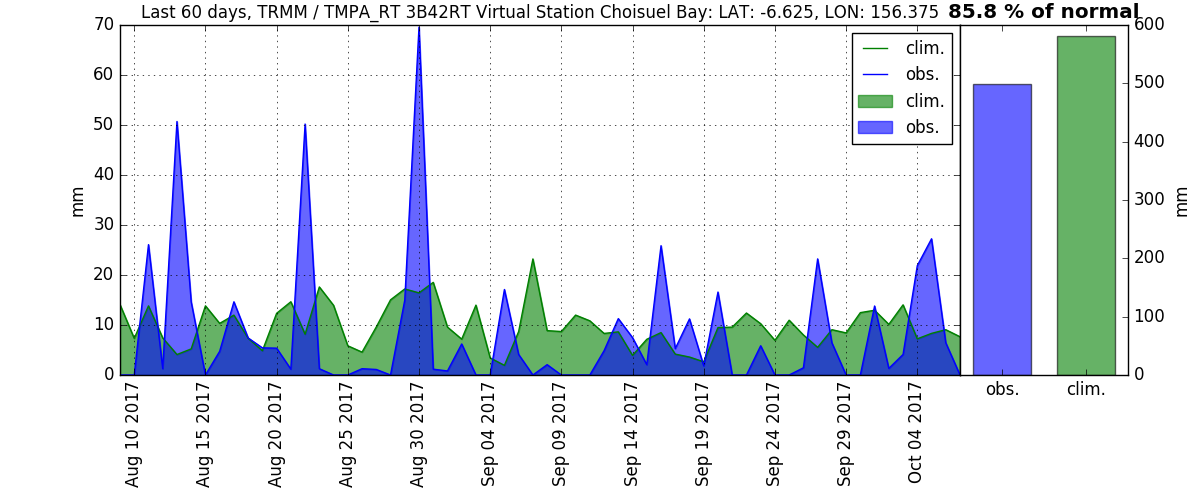 Last 60 days, TRMM / TMPA_RT 3B42RT Virtual Station Choisuel Bay: LAT: -6.625, LON: 156.375
85.8 % of normal
70
60
50
40
30
20
10
0
mm
clim.
obs.
clim.
obs.
Aug 10 2017
Aug 15 2017
Aug 20 2017
Aug 25 2017
Aug 30 2017
Sep 04 2017
Sep 09 2017
Sep 14 2017
Sep 19 2017
Sep 24 2017
Sep 29 2017
Oct 04 2017
600
500
400
300
200
100
0
mm
obs.
clim.